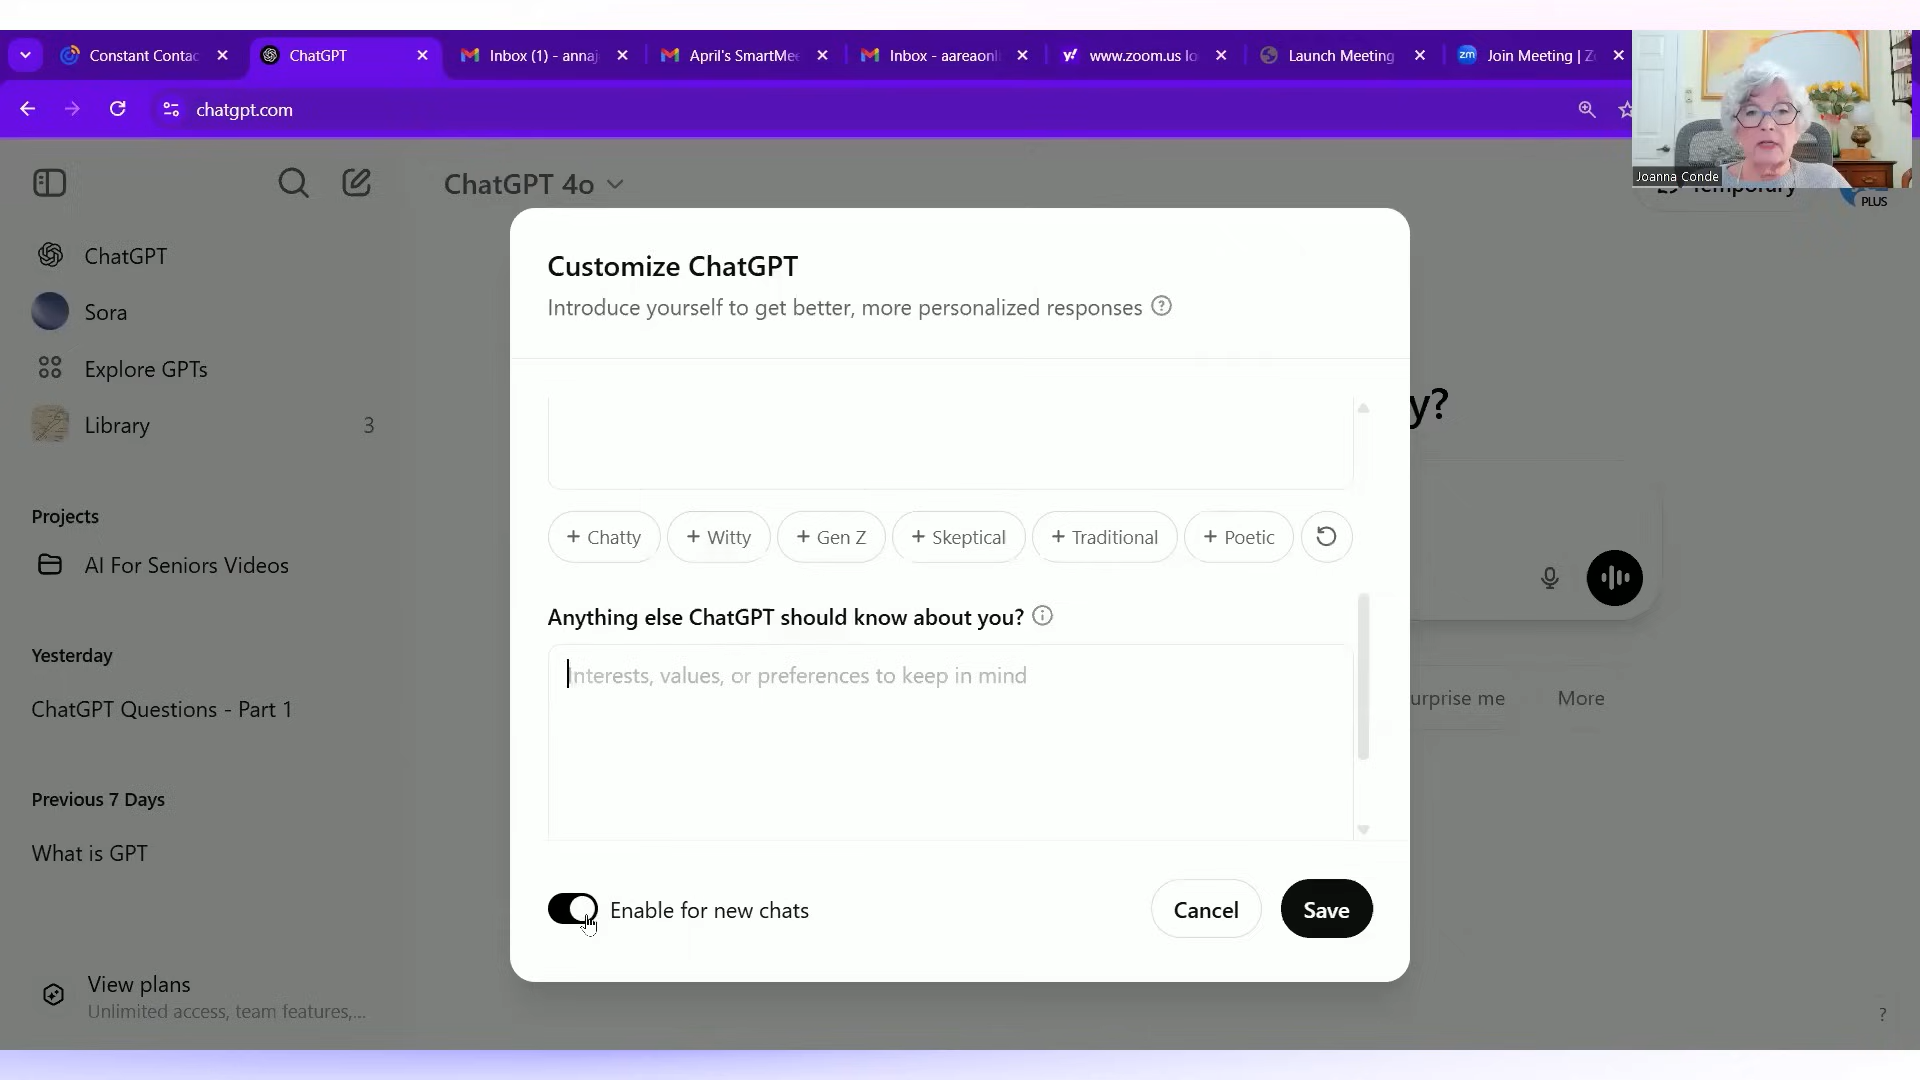 Constant Contac
ChatGPT
Inbox (1) - annaj
April's SmartMee
Inbox - aareaonli
www.zoom.us lo
Launch Meeting
zm
Join Meeting | Z
chatgpt.com
Joanna Conde
ChatGPT 4o
Temporary
PLUS
ChatGPT
Sora
Explore GPTs
Library
3
Projects
AI For Seniors Videos
Yesterday
ChatGPT Questions - Part 1
Previous 7 Days
What is GPT
View plans
Unlimited access, team features,...
Customize ChatGPT
Introduce yourself to get better, more personalized responses
+ Chatty
+ Witty
+ Gen Z
+ Skeptical
+ Traditional
+ Poetic
Anything else ChatGPT should know about you?
Interests, values, or preferences to keep in mind
Enable for new chats
Cancel
Save
y?
urprise me
More
?